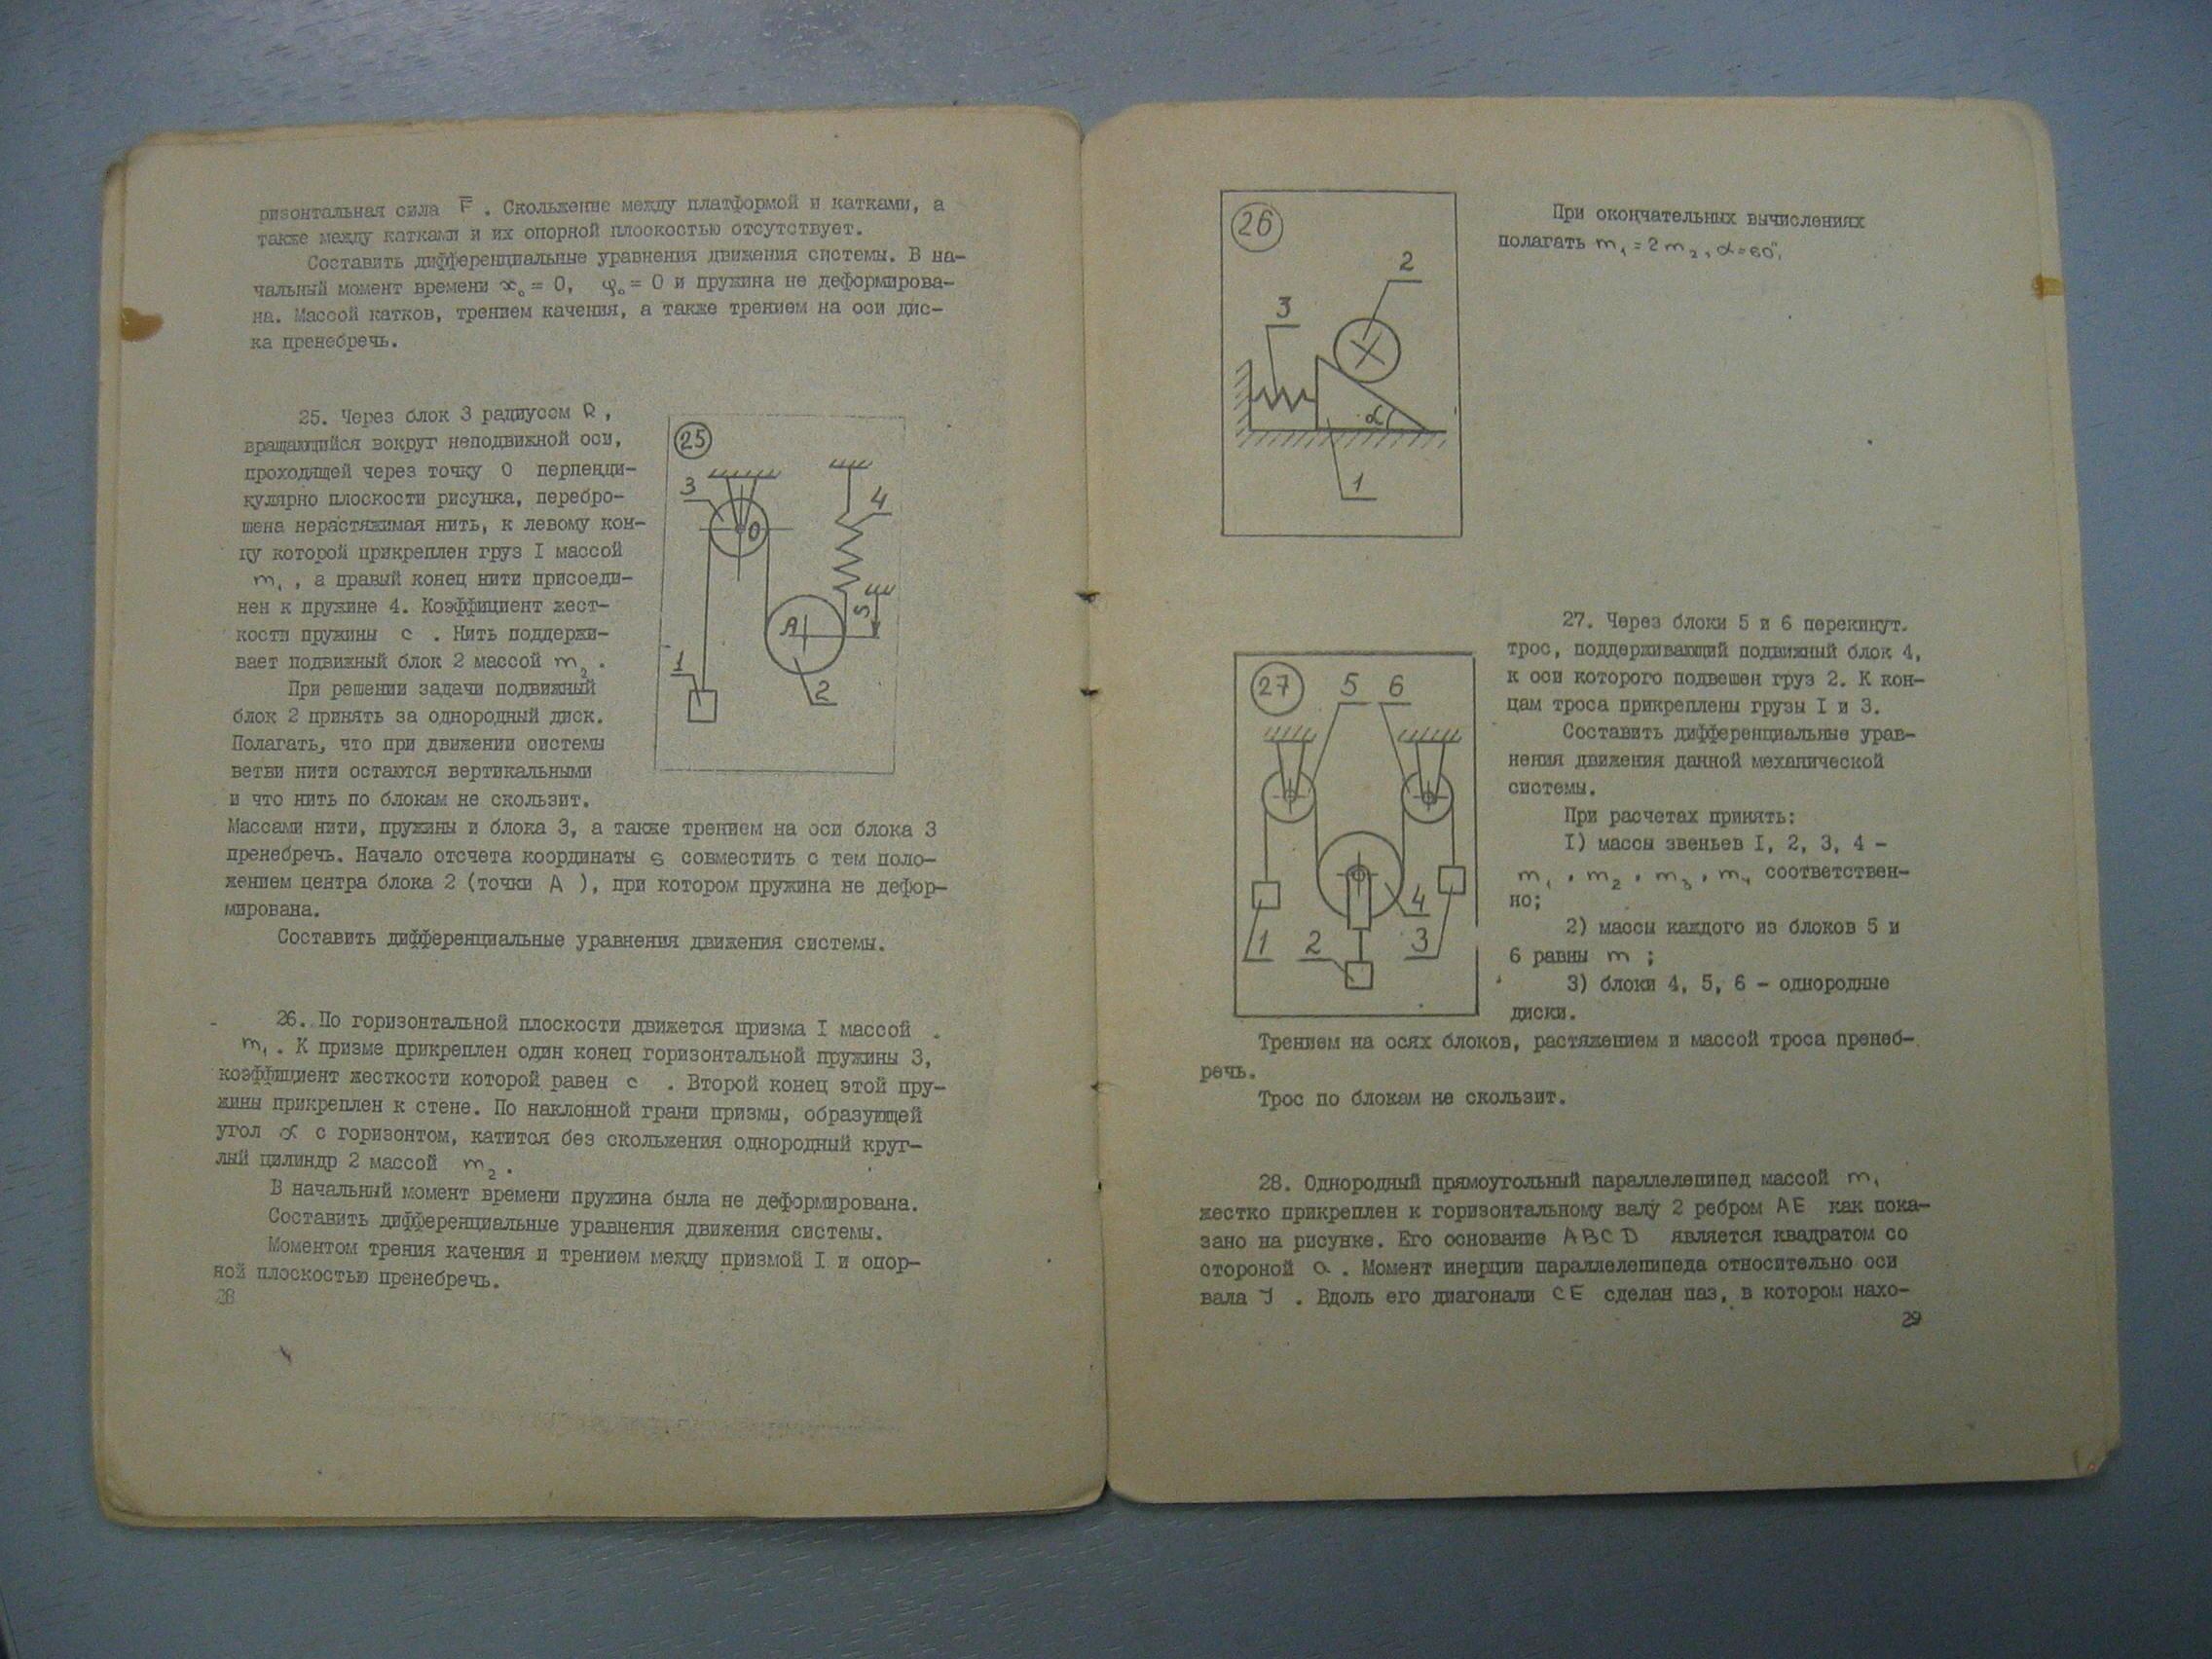 ризонтальная сила F̅ . Скольжение между платформой и катками, а
также между катками и их опорной плоскостью отсутствует.
Составить дифференциальные уравнения движения системы. В на-
чальный момент времени x₀ = 0, φ₀ = 0 и пружина не деформирова-
на. Массой катков, трением качения, а также трением на оси дис-
ка пренебречь.
25. Через блок 3 радиусом R ,
вращающийся вокруг неподвижной оси,
проходящей через точку O перпенди-
кулярно плоскости рисунка, перебро-
шена нерастяжимая нить, к левому кон-
цу которой прикреплен груз I массой
m₁ , а правый конец нити присоеди-
нен к пружине 4. Коэффициент жест-
кости пружины c . Нить поддержи-
вает подвижный блок 2 массой m₂ .
При решении задачи подвижный
блок 2 принять за однородный диск.
Полагать, что при движении системы
ветви нити остаются вертикальными
и что нить по блокам не скользит.
Массами нити, пружины и блока 3, а также трением на оси блока 3
пренебречь. Начало отсчета координаты s совместить с тем поло-
жением центра блока 2 (точки A ), при котором пружина не дефор-
мирована.
Составить дифференциальные уравнения движения системы.
25
3
O
4
S
A
1
2
26. По горизонтальной плоскости движется призма I массой
m₁ . К призме прикреплен один конец горизонтальной пружины 3,
коэффициент жесткости которой равен c . Второй конец этой пру-
жины прикреплен к стене. По наклонной грани призмы, образующей
угол α с горизонтом, катится без скольжения однородный круг-
лый цилиндр 2 массой m₂ .
В начальный момент времени пружина была не деформирована.
Составить дифференциальные уравнения движения системы.
Моментом трения качения и трением между призмой I и опор-
ной плоскостью пренебречь.
28
26
2
3
α
1
При окончательных вычислениях
полагать m₁ = 2 m₂ , α = 60°.
27
5 6
4
1 2 3
27. Через блоки 5 и 6 перекинут.
трос, поддерживающий подвижный блок 4,
к оси которого подвешен груз 2. К кон-
цам троса прикреплены грузы I и 3.
Составить дифференциальные урав-
нения движения данной механической
системы.
При расчетах принять:
I) массы звеньев I, 2, 3, 4 -
m₁ , m₂ , m₃ , m₄ соответствен-
но;
2) массы каждого из блоков 5 и
6 равны m ;
3) блоки 4, 5, 6 - однородные
диски.
Трением на осях блоков, растяжением и массой троса пренеб-
речь.
Трос по блокам не скользит.
28. Однородный прямоугольный параллелепипед массой m₁
жестко прикреплен к горизонтальному валу 2 ребром AE как пока-
зано на рисунке. Его основание ABCD является квадратом со
стороной a . Момент инерции параллелепипеда относительно оси
вала J . Вдоль его диагонали CE сделан паз, в котором нахо-
29